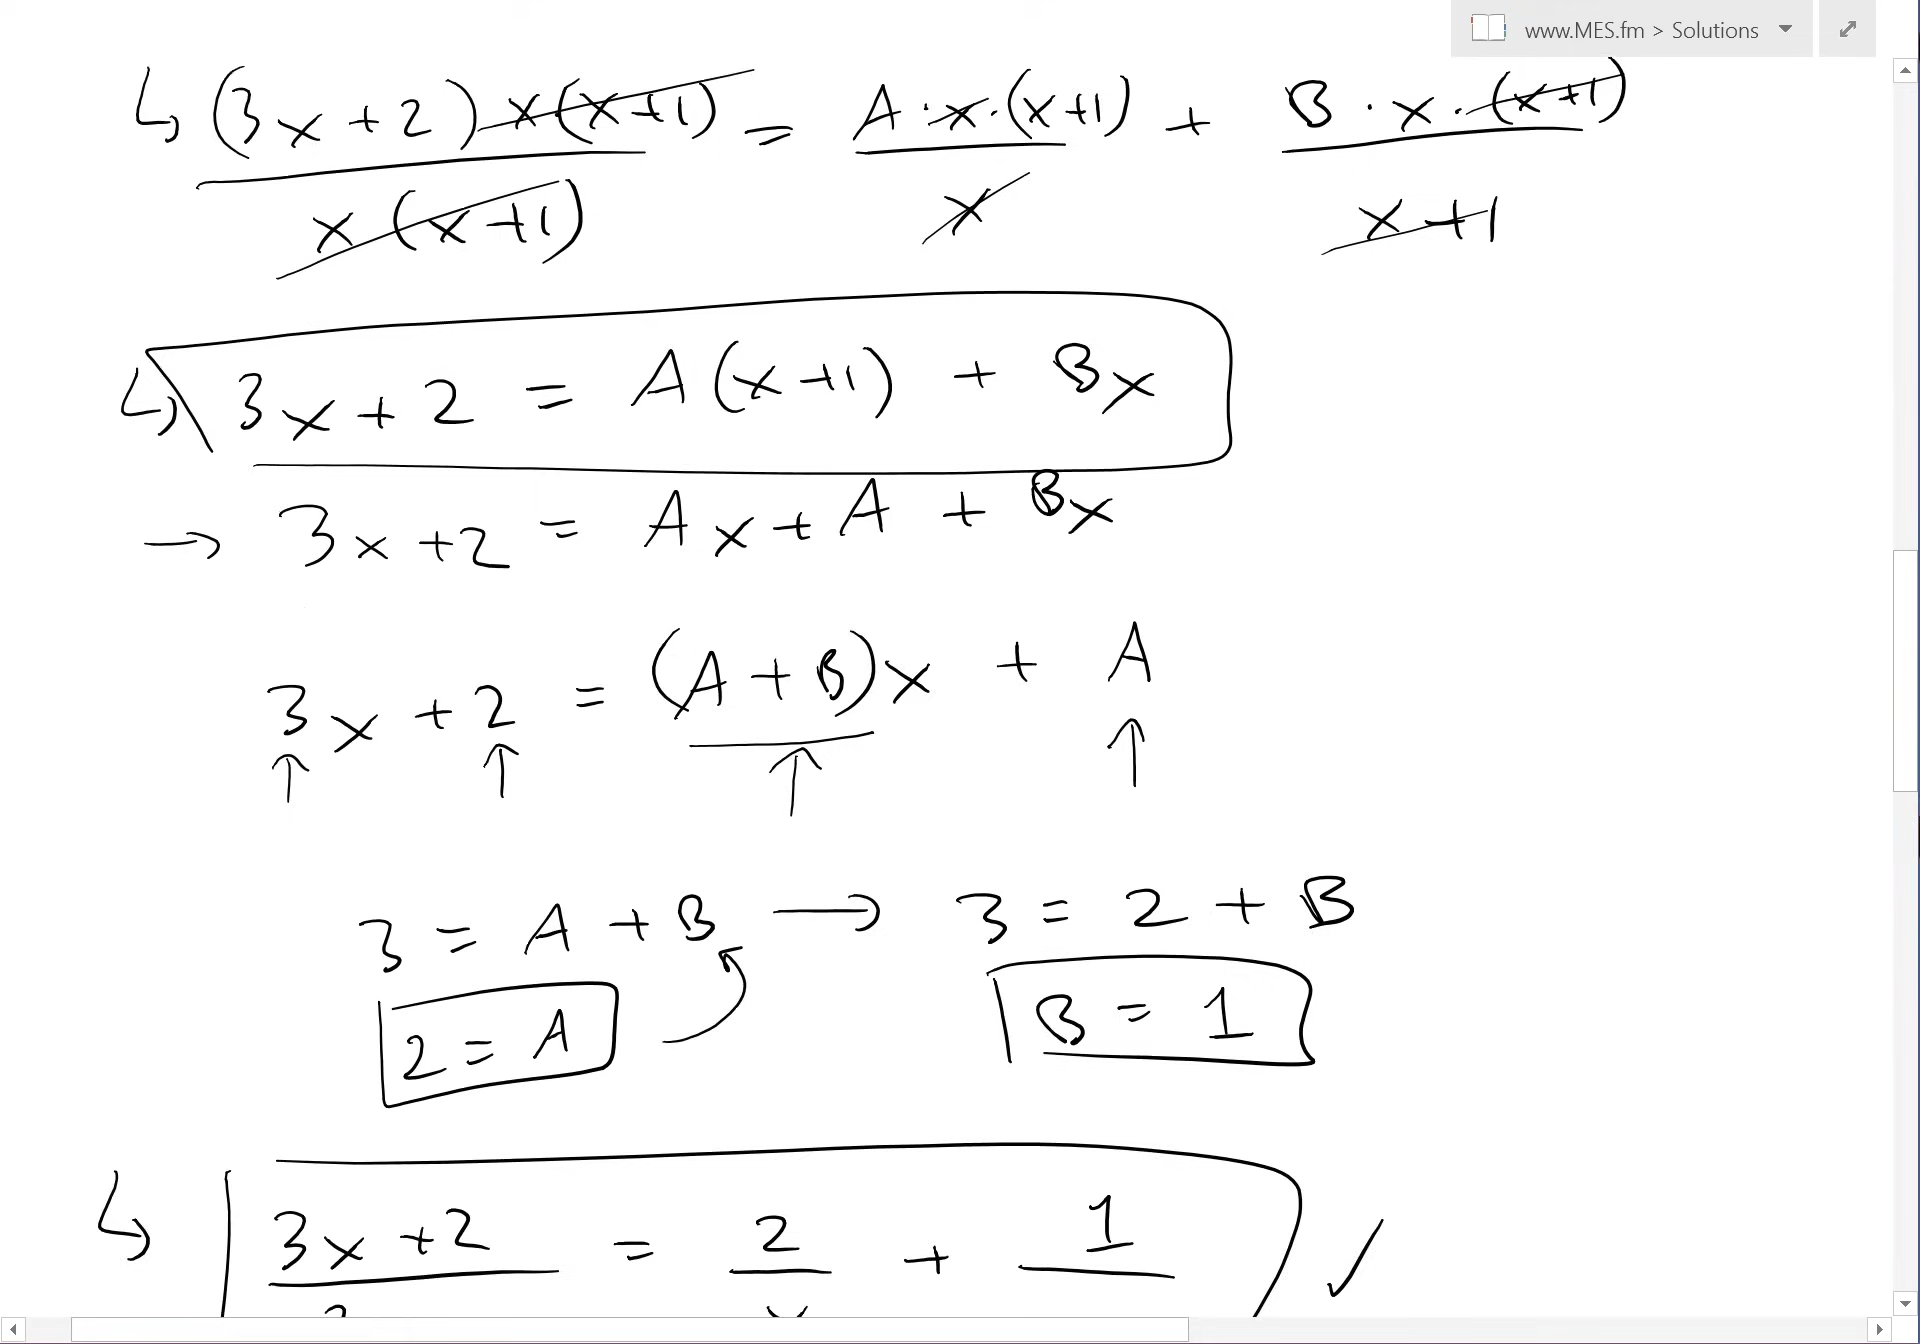 www.MES.fm > Solutions
↳ (3x+2) x(x+1) / x(x+1) = A·x·(x+1) / x + B·x·(x+1) / x+1
↳ 3x+2 = A(x+1) + Bx
→ 3x+2 = Ax+A + Bx
3x+2 = (A+B)x + A
↑ ↑ ↑ ↑
3 = A+B → 3 = 2+B
2 = A B = 1
↳ 3x+2 = 2 + 1 ✓